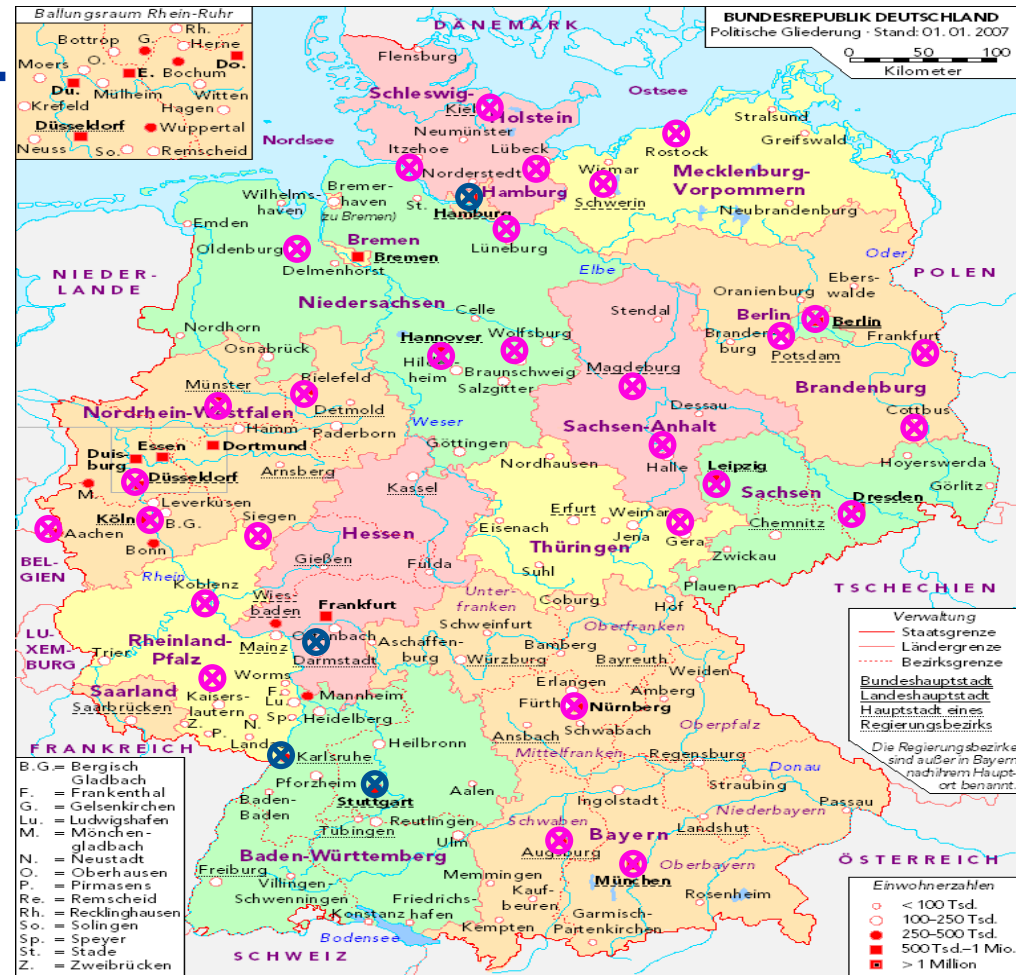 Ballungsraum Rhein-Ruhr
Rh.
Bottrop
G.
Herne
O.
Moers
E.
Bochum
Do.
Du.
Mülheim
Witten
Krefeld
Hagen
Düsseldorf
Wuppertal
Neuss
So.
Remscheid
BUNDESREPUBLIK DEUTSCHLAND
Politische Gliederung · Stand: 01. 01. 2007
0 50 100
Kilometer
DÄNEMARK
Flensburg
Ostsee
Schleswig-
Holstein
Kiel
Nordsee
Neumünster
Itzehoe
Lübeck
Norderstedt
Stralsund
Greifswald
Rostock
Wismar
Mecklenburg-
Vorpommern
Schwerin
Neubrandenburg
Hamburg
Hamburg
Wilhelms-
haven
Bremer-
haven
(zu Bremen)
St.
Emden
Oldenburg
Bremen
Bremen
Delmenhorst
Lüneburg
Elbe
Oder
NIEDER-
LANDE
POLEN
Niedersachsen
Celle
Stendal
Oranienburg
Ebers-
walde
Berlin
Berlin
Branden
burg
Potsdam
Frankfurt
Nordhorn
Osnabrück
Hannover
Wolfsburg
Hildesheim
Braunschweig
Salzgitter
Magdeburg
Brandenburg
Münster
Bielefeld
Detmold
Nordrhein-Westfalen
Hamm
Paderborn
Weser
Dessau
Sachsen-Anhalt
Cottbus
Essen
Dortmund
Duis-
burg
Göttingen
Nordhausen
Halle
Leipzig
Hoyerswerda
M.
Düsseldorf
Arnsberg
Kassel
Sachsen
Görlitz
Leverkusen
Dresden
Köln
B.G.
Siegen
Hessen
Eisenach
Erfurt
Weimar
Jena
Gera
Chemnitz
Aachen
Bonn
Thüringen
Zwickau
BEL-
GIEN
Rhein
Gießen
Fulda
Suhl
Plauen
TSCHECHIEN
Koblenz
Wies-
baden
Frankfurt
Unter-
franken
Coburg
Hof
Schweinfurt
Oberfranken
LU-
XEM-
BURG
Rheinland-
Pfalz
Mainz
Offenbach
Aschaffen-
burg
Bamberg
Würzburg
Bayreuth
Trier
Darmstadt
Weiden
Worms
Erlangen
Amberg
Saarland
Saarbrücken
Kaisers-
lautern
F.
Lu
Mannheim
Fürth
Nürnberg
Z.
P.
N.
Sp
Heidelberg
Ansbach
Schwabach
Oberpfalz
Landau
Heilbronn
Mittelfranken
Regensburg
FRANKREICH
Karlsruhe
Donau
Pforzheim
Stuttgart
Aalen
Ingolstadt
Straubing
Baden-
Baden
Passau
Reutlingen
Schwaben
Niederbayern
Tübingen
Ulm
Augsburg
Bayern
Landshut
Baden-Württemberg
München
Oberbayern
ÖSTERREICH
Freiburg
Villingen-
Schwenningen
Memmingen
Kauf-
beuren
Rosenheim
Konstanz
Friedrichs-
hafen
Kempten
Garmisch-
Partenkirchen
Bodensee
SCHWEIZ
Verwaltung
Staatsgrenze
Ländergrenze
Bezirksgrenze
Bundeshauptstadt
Landeshauptstadt
Hauptstadt eines
Regierungsbezirks
Die Regierungsbezirke
sind außer in Bayern
nach ihrem Haupt-
ort benannt.
B.G.= Bergisch
Gladbach
F. = Frankenthal
G. = Gelsenkirchen
Lu. = Ludwigshafen
M. = Mönchen-
gladbach
N. = Neustadt
O. = Oberhausen
P. = Pirmasens
Re. = Remscheid
Rh. = Recklinghausen
So. = Solingen
Sp. = Speyer
St. = Stade
Z. = Zweibrücken
Einwohnerzahlen
< 100 Tsd.
100–250 Tsd.
250–500 Tsd.
500 Tsd.–1 Mio.
> 1 Million